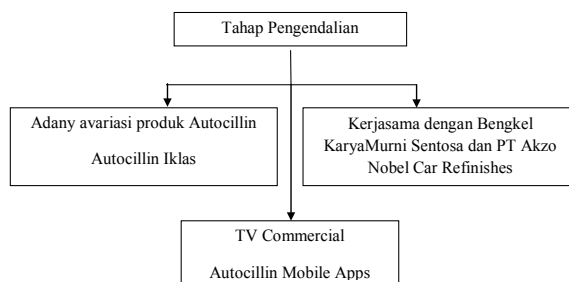 Tahap Pengendalian
Adany avariasi produk Autocillin
Autocillin Iklas
Kerjasama dengan Bengkel
KaryaMurni Sentosa dan PT Akzo
Nobel Car Refinishes
TV Commercial
Autocillin Mobile Apps